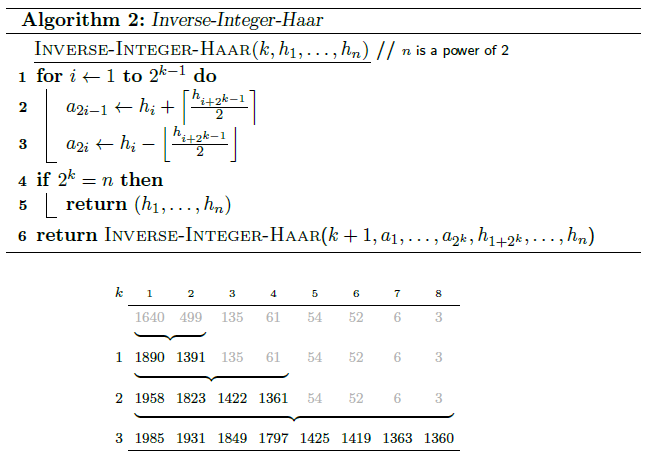 Algorithm 2: Inverse-Integer-Haar
INVERSE-INTEGER-HAAR(k, h₁, . . . , hₙ) // n is a power of 2
1 for i ← 1 to 2ᵏ⁻¹ do
2 a_{2i−1} ← h_i + ⌈h_{i+2^{k−1}}/2⌉
3 a_{2i} ← h_i − ⌊h_{i+2^{k−1}}/2⌋
4 if 2ᵏ = n then
5 return (h₁, . . . , hₙ)
6 return INVERSE-INTEGER-HAAR(k + 1, a₁, . . . , a_{2^k}, h_{1+2^k}, . . . , hₙ)
k 1 2 3 4 5 6 7 8
1640 499 135 61 54 52 6 3
1 1890 1391 135 61 54 52 6 3
2 1958 1823 1422 1361 54 52 6 3
3 1985 1931 1849 1797 1425 1419 1363 1360